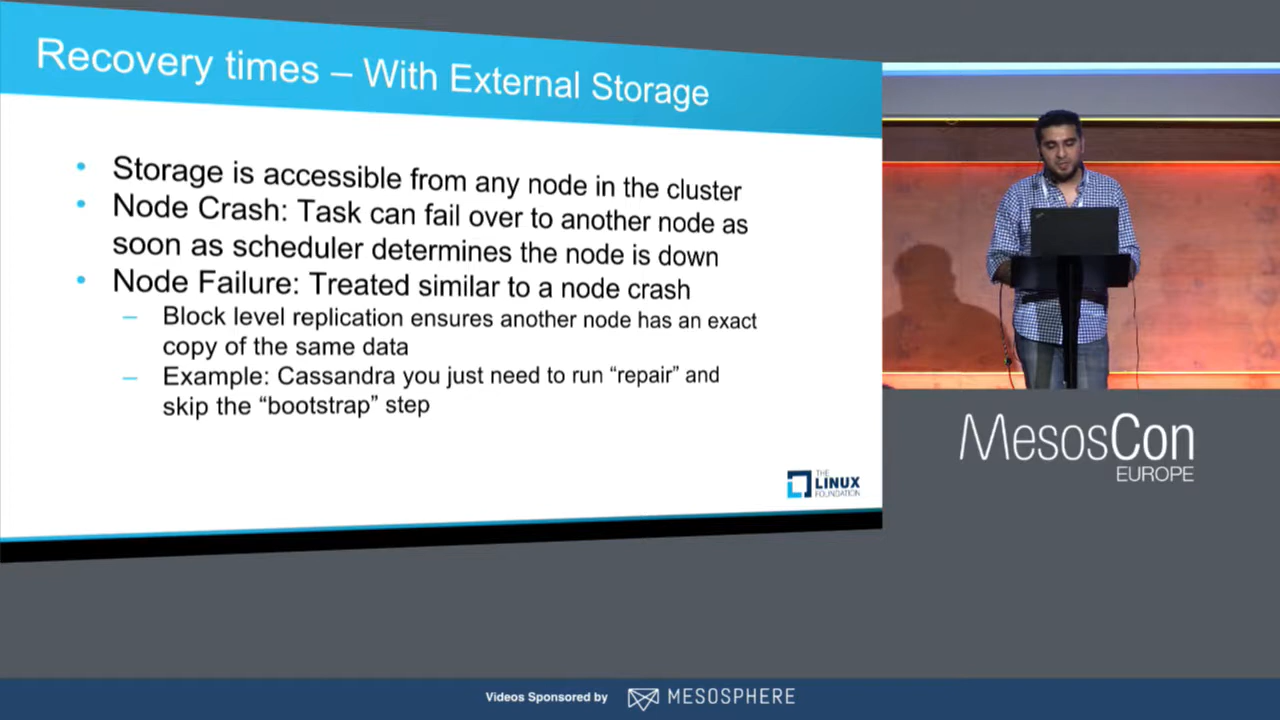 Recovery times – With External Storage
• Storage is accessible from any node in the cluster
• Node Crash: Task can fail over to another node as
soon as scheduler determines the node is down
• Node Failure: Treated similar to a node crash
– Block level replication ensures another node has an exact
copy of the same data
– Example: Cassandra you just need to run “repair” and
skip the “bootstrap” step
THE
LINUX
FOUNDATION
MesosCon
EUROPE
Videos Sponsored by MESOSPHERE